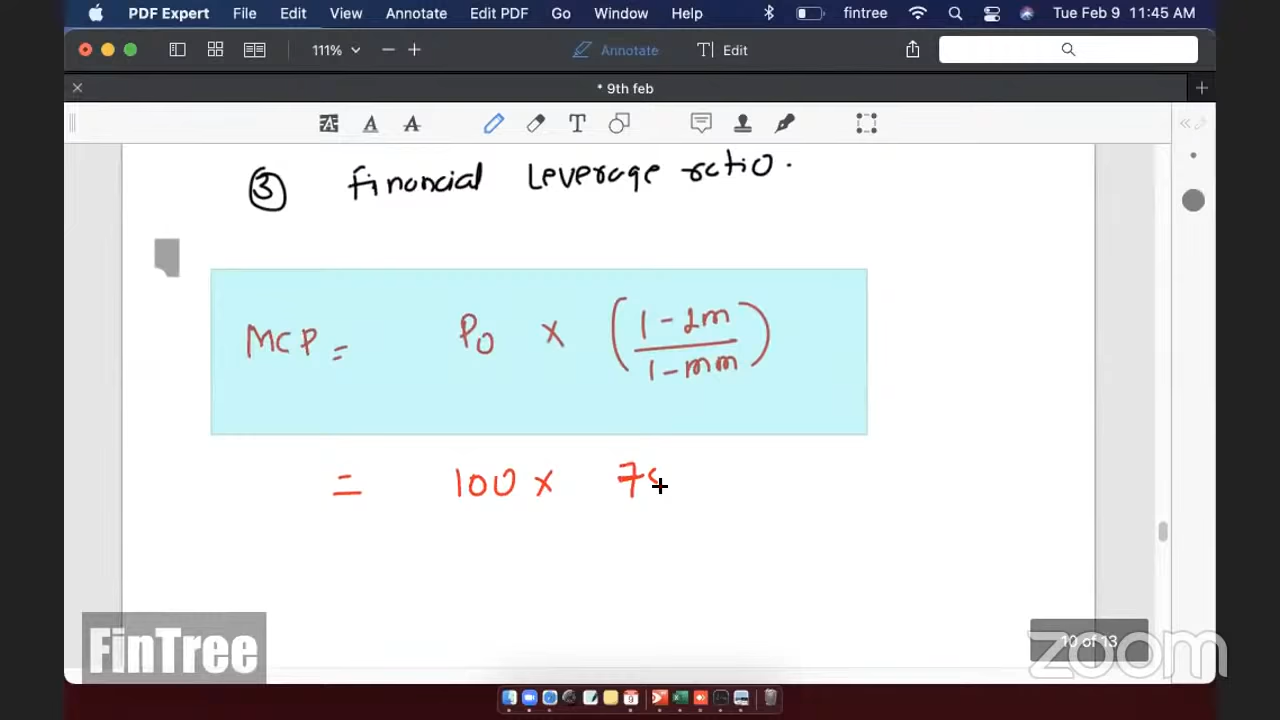 PDF Expert File Edit View Annotate Edit PDF Go Window Help fintree Tue Feb 9 11:45 AM
111% Annotate T Edit
* 9th feb
A A A T
③ Financial Leverage ratio.
MCP = P0 × (1 - Im / 1 - mm)
= 100 ×
FinTree
10 of 13
zoom